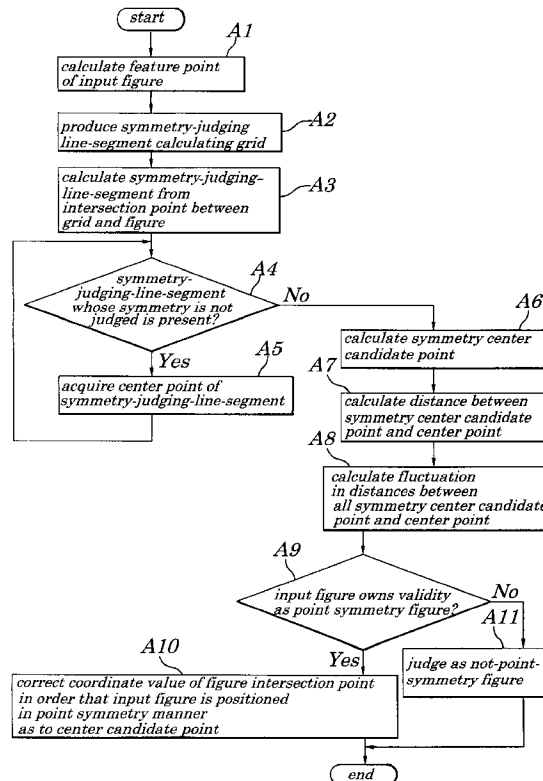 start
A1
calculate feature point
of input figure
A2
produce symmetry-judging
line-segment calculating grid
A3
calculate symmetry-judging-
line-segment from
intersection point between
grid and figure
A4
symmetry-
judging-line-segment
whose symmetry is not
judged is present?
No
Yes
A5
acquire center point of
symmetry-judging-line-segment
A6
calculate symmetry center
candidate point
A7
calculate distance between
symmetry center candidate
point and center point
A8
calculate fluctuation
in distances between
all symmetry center candidate
point and center point
A9
input figure owns validity
as point symmetry figure?
No
Yes
A10
correct coordinate value of figure intersection point
in order that input figure is positioned
in point symmetry manner
as to center candidate point
A11
judge as not-point-
symmetry figure
end